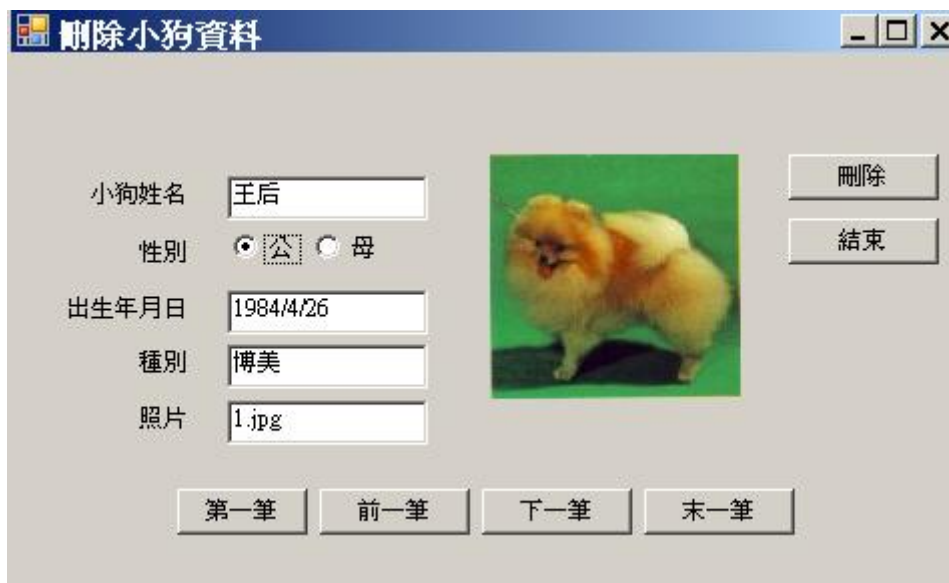 刪除小狗資料
小狗姓名 王后
性別 公 母
出生年月日 1984/4/26
種別 博美
照片 1.jpg
刪除
結束
第一筆 前一筆 下一筆 末一筆